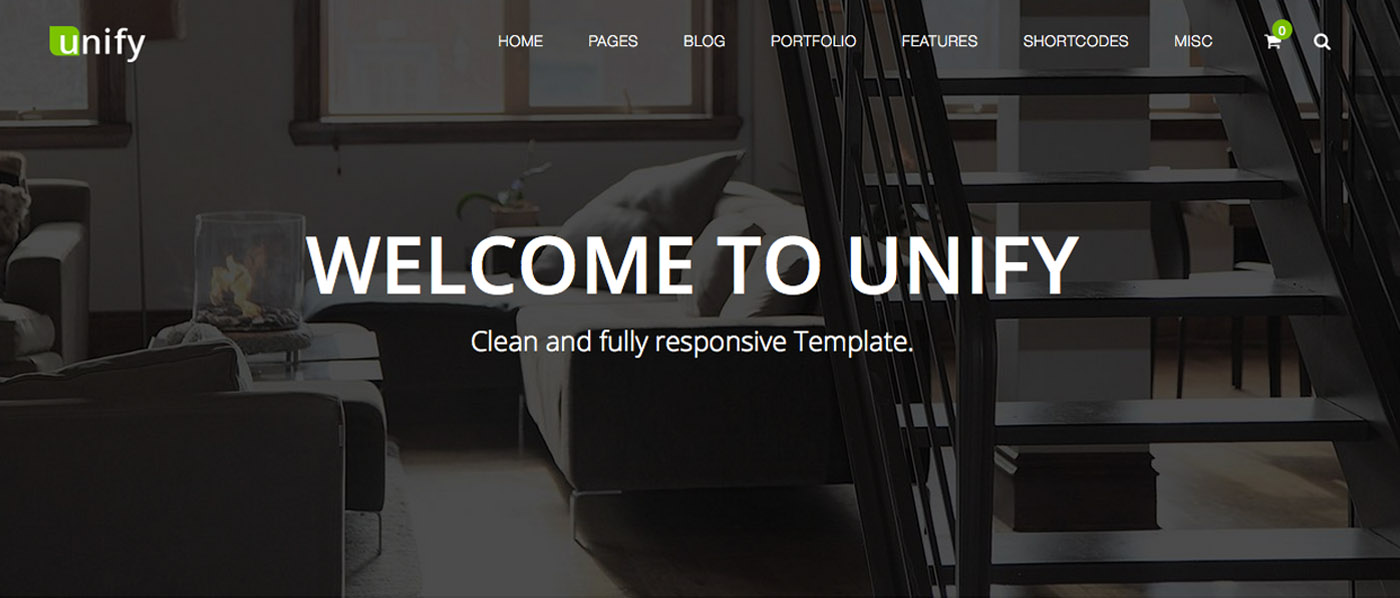 unify
HOME PAGES BLOG PORTFOLIO FEATURES SHORTCODES MISC 0
WELCOME TO UNIFY
Clean and fully responsive Template.